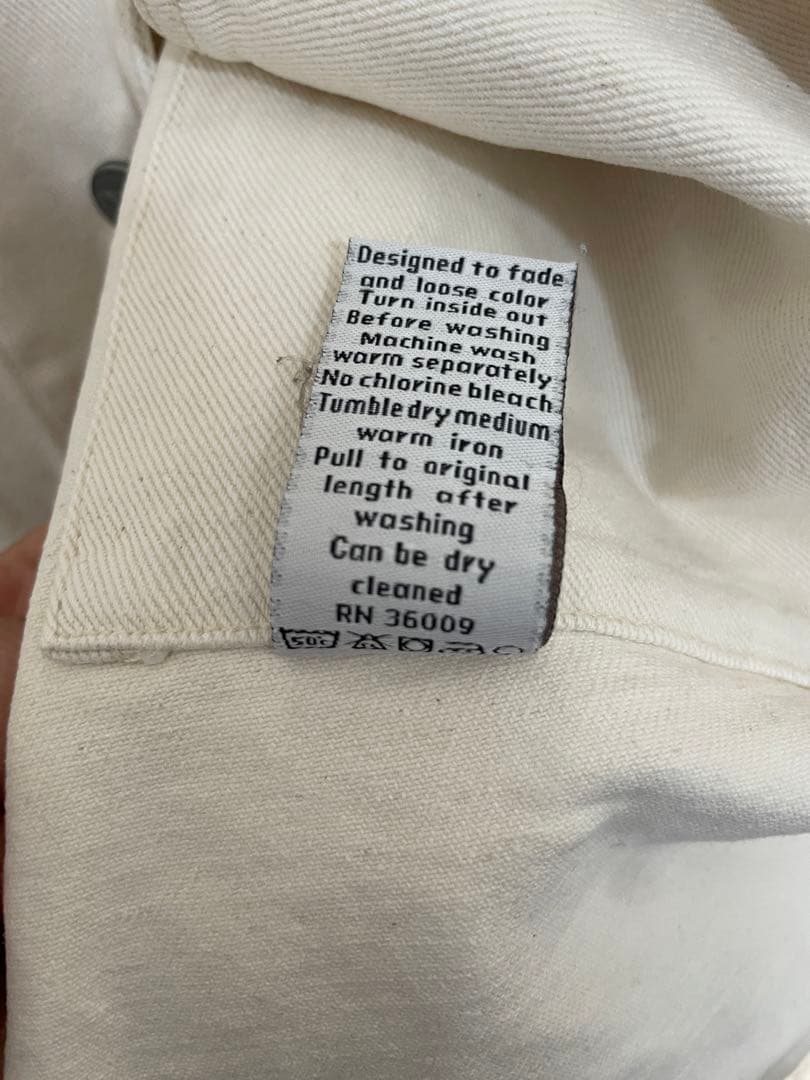 Designed to fade
and loose color
Turn inside out
Before washing
Machine wash
warm separately
No chlorine bleach
Tumble dry medium
warm iron
Pull to original
length after
washing
Can be dry
cleaned
RN 36009